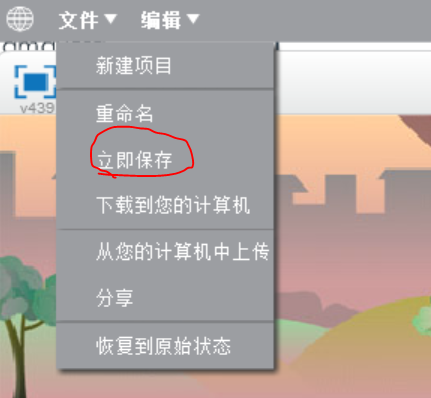 文件 编辑
新建项目
v439
重命名
立即保存
下载到您的计算机
从您的计算机中上传
分享
恢复到原始状态